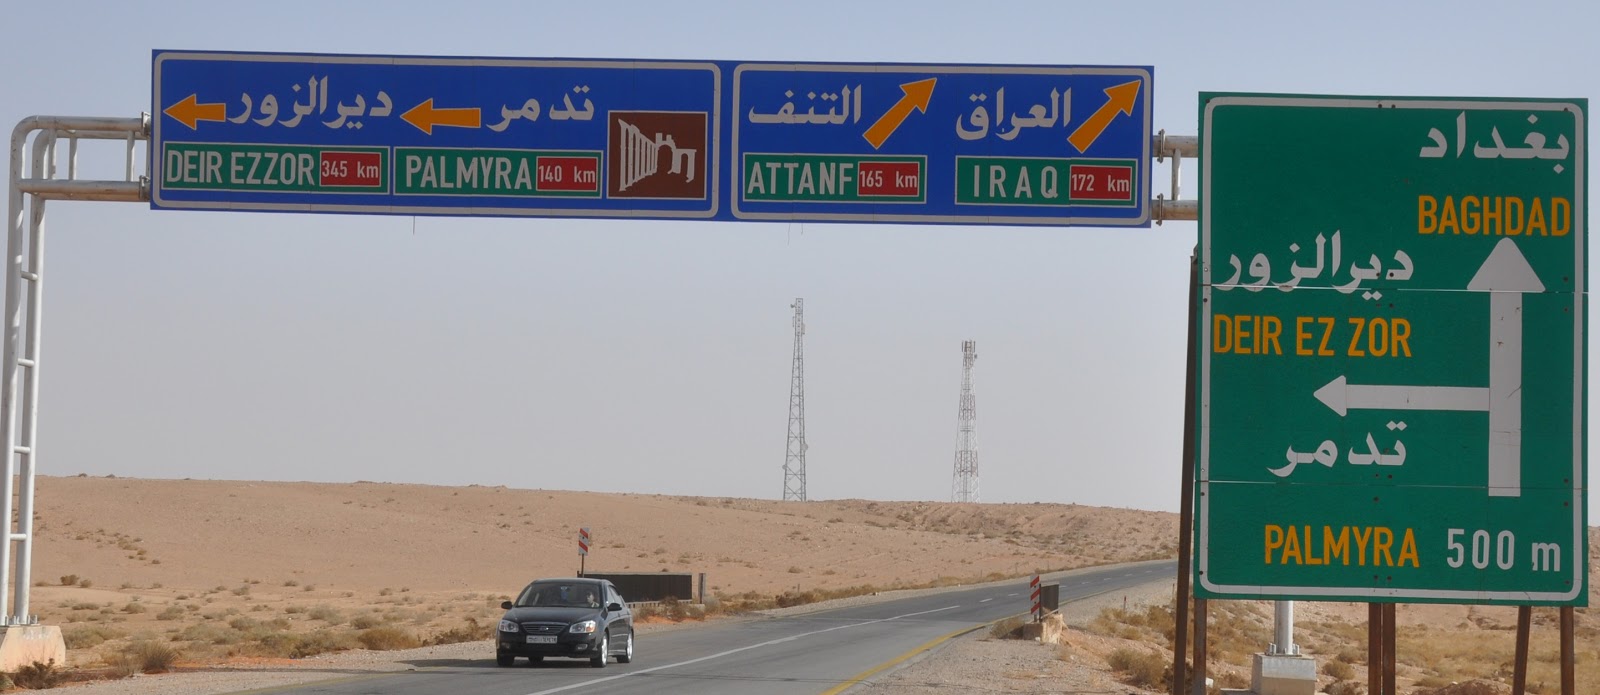 ديرالزور
DEIR EZZOR 345 km
تدمر
PALMYRA 140 km
التنف
ATTANF 165 km
العراق
IRAQ 172 km
بغداد
BAGHDAD
ديرالزور
DEIR EZ ZOR
تدمر
PALMYRA 500 m